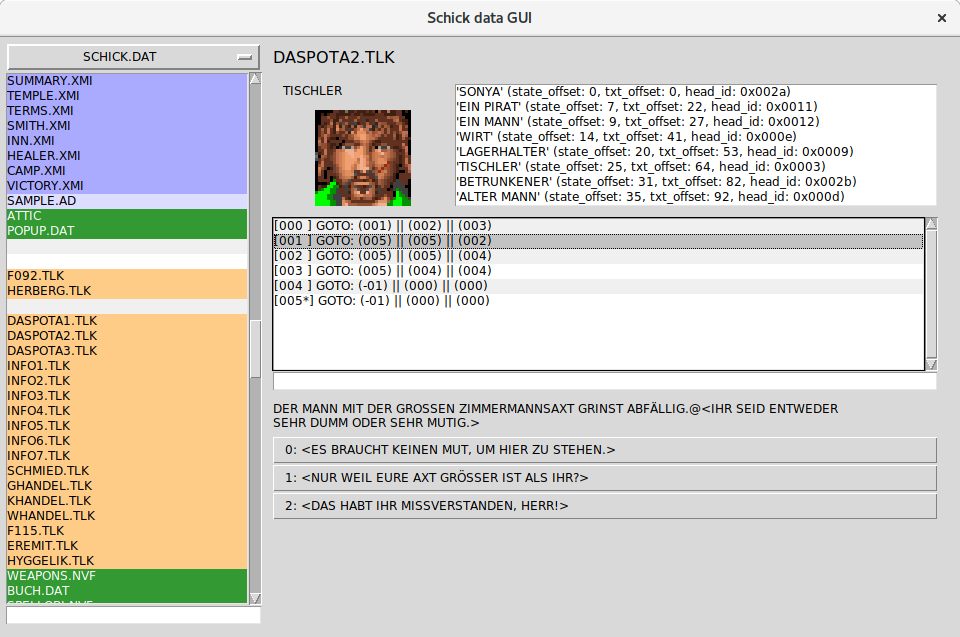 Schick data GUI
SCHICK.DAT
SUMMARY.XMI
TEMPLE.XMI
TERMS.XMI
SMITH.XMI
INN.XMI
HEALER.XMI
CAMP.XMI
VICTORY.XMI
SAMPLE.AD
ATTIC
POPUP.DAT
F092.TLK
HERBERG.TLK
DASPOTA1.TLK
DASPOTA2.TLK
DASPOTA3.TLK
INFO1.TLK
INFO2.TLK
INFO3.TLK
INFO4.TLK
INFO5.TLK
INFO6.TLK
INFO7.TLK
SCHMIED.TLK
GHANDEL.TLK
KHANDEL.TLK
WHANDEL.TLK
F115.TLK
EREMIT.TLK
HYGGELIK.TLK
WEAPONS.NVF
BUCH.DAT
DASPOTA2.TLK
TISCHLER
'SONYA' (state_offset: 0, txt_offset: 0, head_id: 0x002a)
'EIN PIRAT' (state_offset: 7, txt_offset: 22, head_id: 0x0011)
'EIN MANN' (state_offset: 9, txt_offset: 27, head_id: 0x0012)
'WIRT' (state_offset: 14, txt_offset: 41, head_id: 0x000e)
'LAGERHALTER' (state_offset: 20, txt_offset: 53, head_id: 0x0009)
'TISCHLER' (state_offset: 25, txt_offset: 64, head_id: 0x0003)
'BETRUNKENER' (state_offset: 31, txt_offset: 82, head_id: 0x002b)
'ALTER MANN' (state_offset: 35, txt_offset: 92, head_id: 0x000d)
[000 ] GOTO: (001) || (002) || (003)
[001 ] GOTO: (005) || (005) || (002)
[002 ] GOTO: (005) || (005) || (004)
[003 ] GOTO: (005) || (004) || (004)
[004 ] GOTO: (-01) || (000) || (000)
[005*] GOTO: (-01) || (000) || (000)
DER MANN MIT DER GROSSEN ZIMMERMANNSAXT GRINST ABFÄLLIG.@<IHR SEID ENTWEDER
SEHR DUMM ODER SEHR MUTIG.>
0: <ES BRAUCHT KEINEN MUT, UM HIER ZU STEHEN.>
1: <NUR WEIL EURE AXT GRÖSSER IST ALS IHR?>
2: <DAS HABT IHR MISSVERSTANDEN, HERR!>